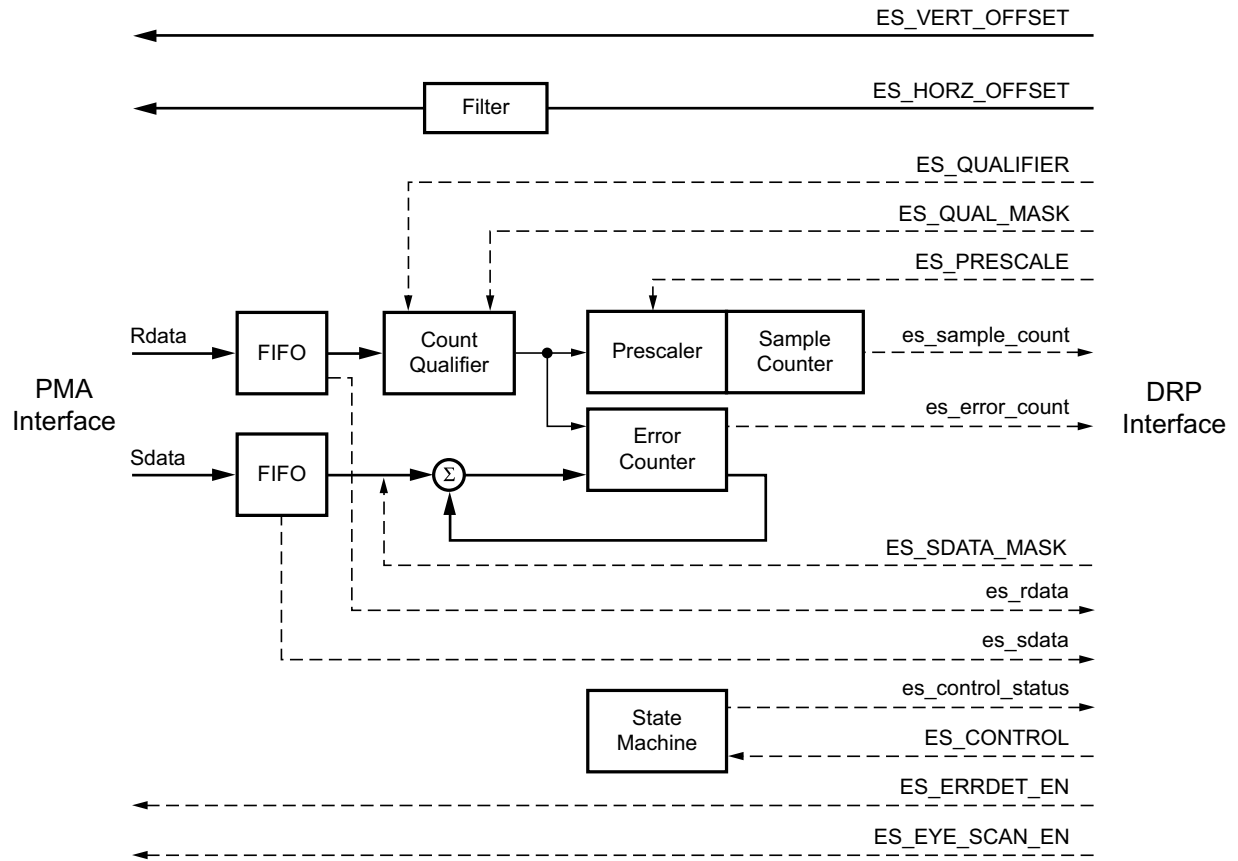 ES_VERT_OFFSET
ES_HORZ_OFFSET
Filter
ES_QUALIFIER
ES_QUAL_MASK
ES_PRESCALE
Rdata
FIFO
Count
Qualifier
Prescaler
Sample
Counter
es_sample_count
PMA
Interface
DRP
Interface
es_error_count
Error
Counter
Sdata
FIFO
Σ
ES_SDATA_MASK
es_rdata
es_sdata
es_control_status
State
Machine
ES_CONTROL
ES_ERRDET_EN
ES_EYE_SCAN_EN